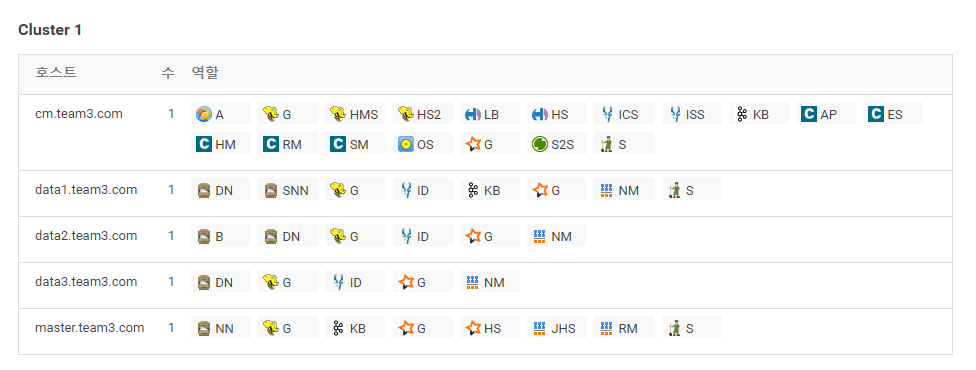 Cluster 1
호스트 수 역할
cm.team3.com 1 A G HMS HS2 LB HS ICS ISS KB AP ES
HM RM SM OS G S2S S
data1.team3.com 1 DN SNN G ID KB G NM S
data2.team3.com 1 B DN G ID G NM
data3.team3.com 1 DN G ID G NM
master.team3.com 1 NN G KB G HS JHS RM S